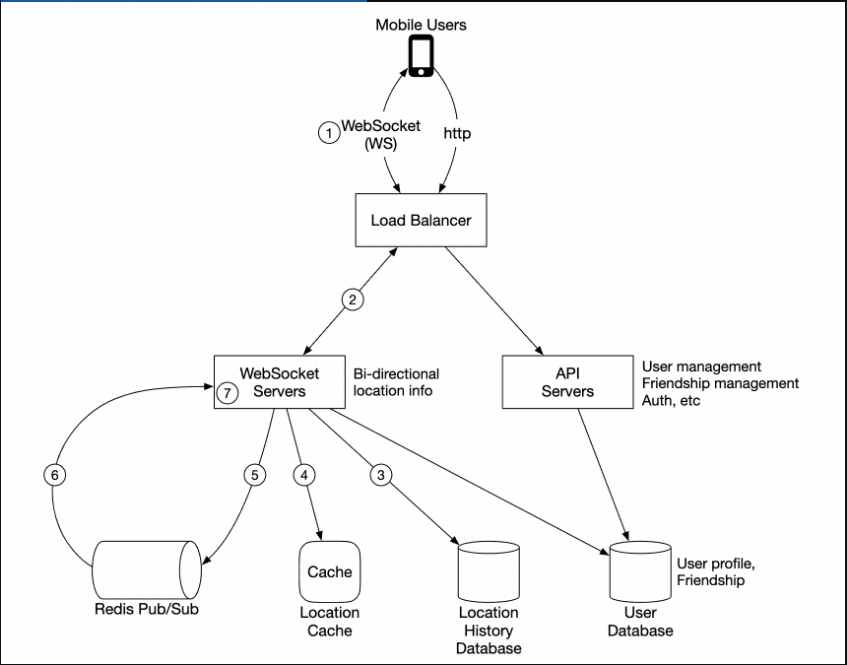 Mobile Users
1
WebSocket
(WS)
http
Load Balancer
2
WebSocket
Servers
7
Bi-directional
location info
API
Servers
User management
Friendship management
Auth, etc
6
5
4
3
Redis Pub/Sub
Cache
Location
Cache
Location
History
Database
User
Database
User profile,
Friendship